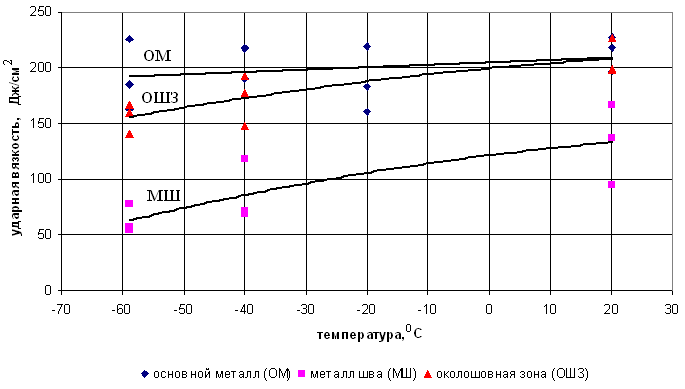 250
200
150
100
50
0
ОМ
ОШЗ
МШ
ударная вязкость, Дж/см²
-70 -60 -50 -40 -30 -20 -10 0 10 20 30
температура, ⁰С
основной металл (ОМ) металл шва (МШ) околошовная зона (ОШЗ)